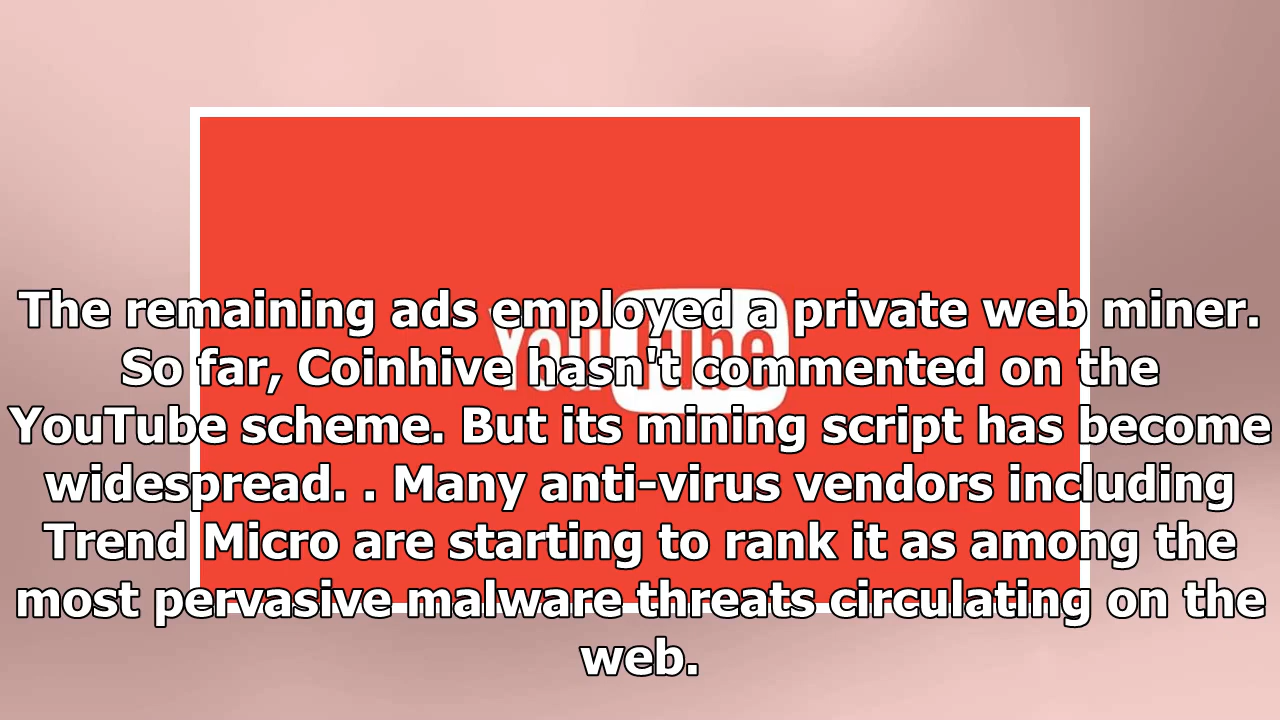 The remaining ads employed a private web miner.
So far, Coinhive hasn't commented on the
YouTube scheme. But its mining script has become
widespread. . Many anti-virus vendors including
Trend Micro are starting to rank it as among the
most pervasive malware threats circulating on the
web.
YouTube